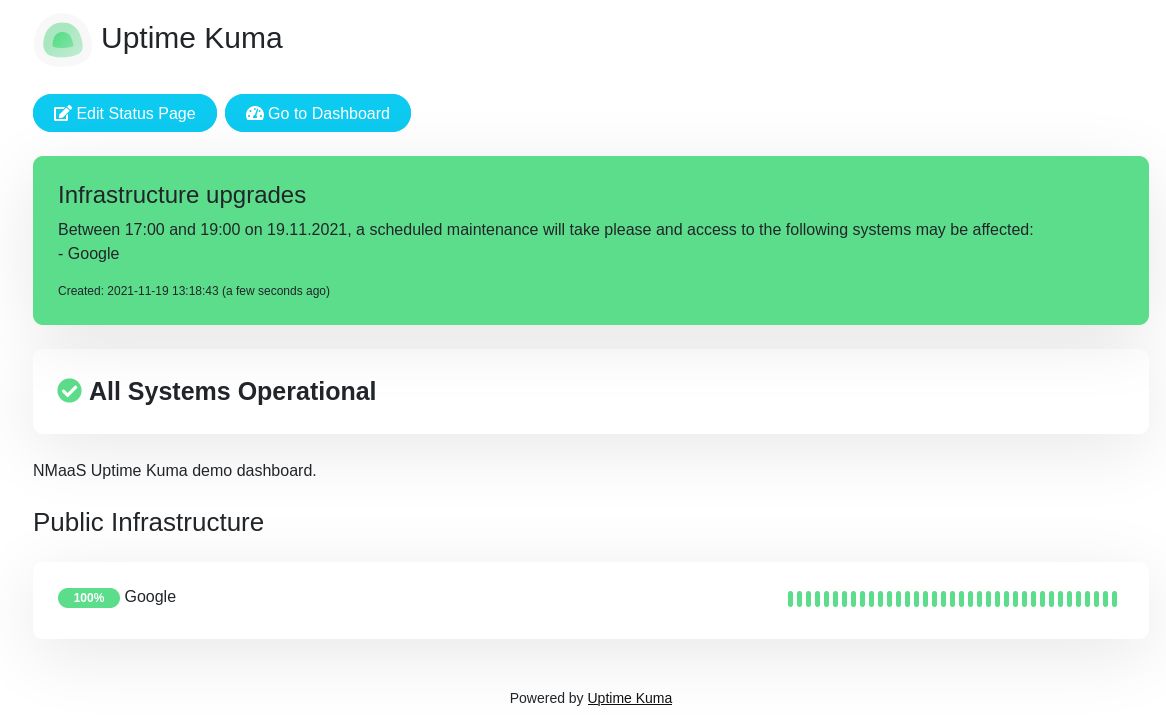 Uptime Kuma
Edit Status Page
Go to Dashboard
Infrastructure upgrades
Between 17:00 and 19:00 on 19.11.2021, a scheduled maintenance will take please and access to the following systems may be affected:
- Google
Created: 2021-11-19 13:18:43 (a few seconds ago)
All Systems Operational
NMaaS Uptime Kuma demo dashboard.
Public Infrastructure
100% Google
Powered by Uptime Kuma